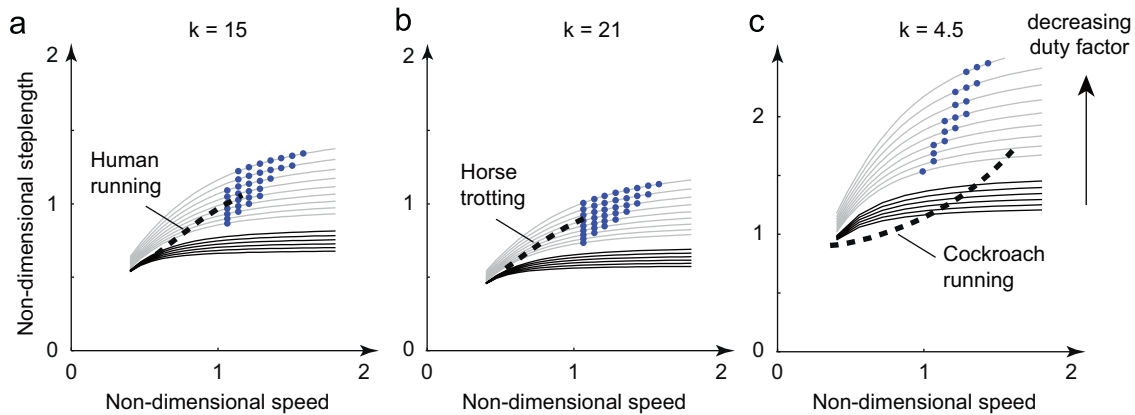 a
k = 15
2
1
0
0
1
2
Non-dimensional steplength
Non-dimensional speed
Human
running
b
k = 21
2
1
0
0
1
2
Non-dimensional speed
Horse
trotting
c
k = 4.5
2
1
0
0
1
2
Non-dimensional speed
Cockroach
running
decreasing
duty factor